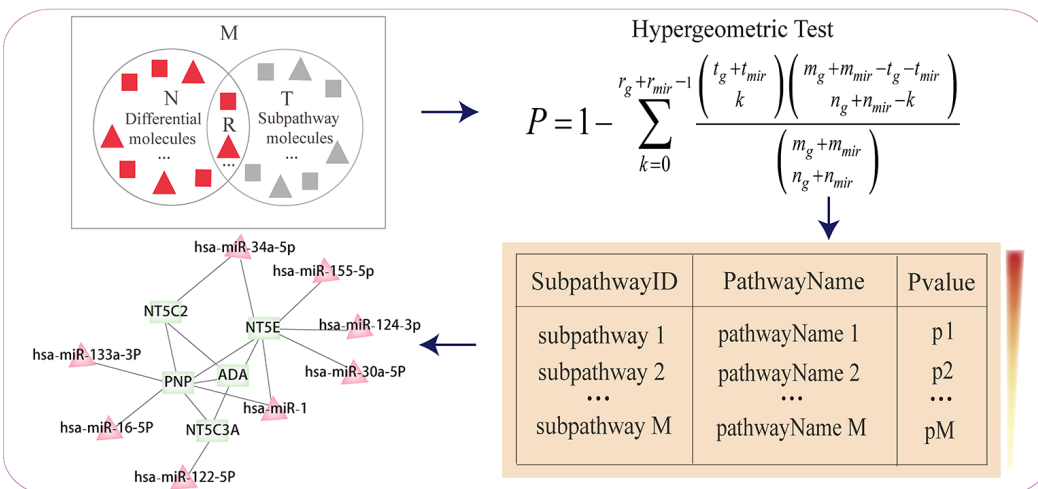 M
N
Differential
molecules
...
R
...
T
Subpathway
molecules
...
Hypergeometric Test
P = 1 - ∑ (k=0 to r_g + r_mir - 1) (t_g + t_mir choose k)(m_g + m_mir - t_g - t_mir choose n_g + n_mir - k) / (m_g + m_mir choose n_g + n_mir)
SubpathwayID PathwayName Pvalue
subpathway 1 pathwayName 1 p1
subpathway 2 pathwayName 2 p2
... ... ...
subpathway M pathwayName M pM
hsa-miR-34a-5p
hsa-miR-155-5p
NT5C2
NT5E
hsa-miR-124-3p
hsa-miR-133a-3P
ADA
hsa-miR-30a-5P
PNP
hsa-miR-1
hsa-miR-16-5P
NT5C3A
hsa-miR-122-5P